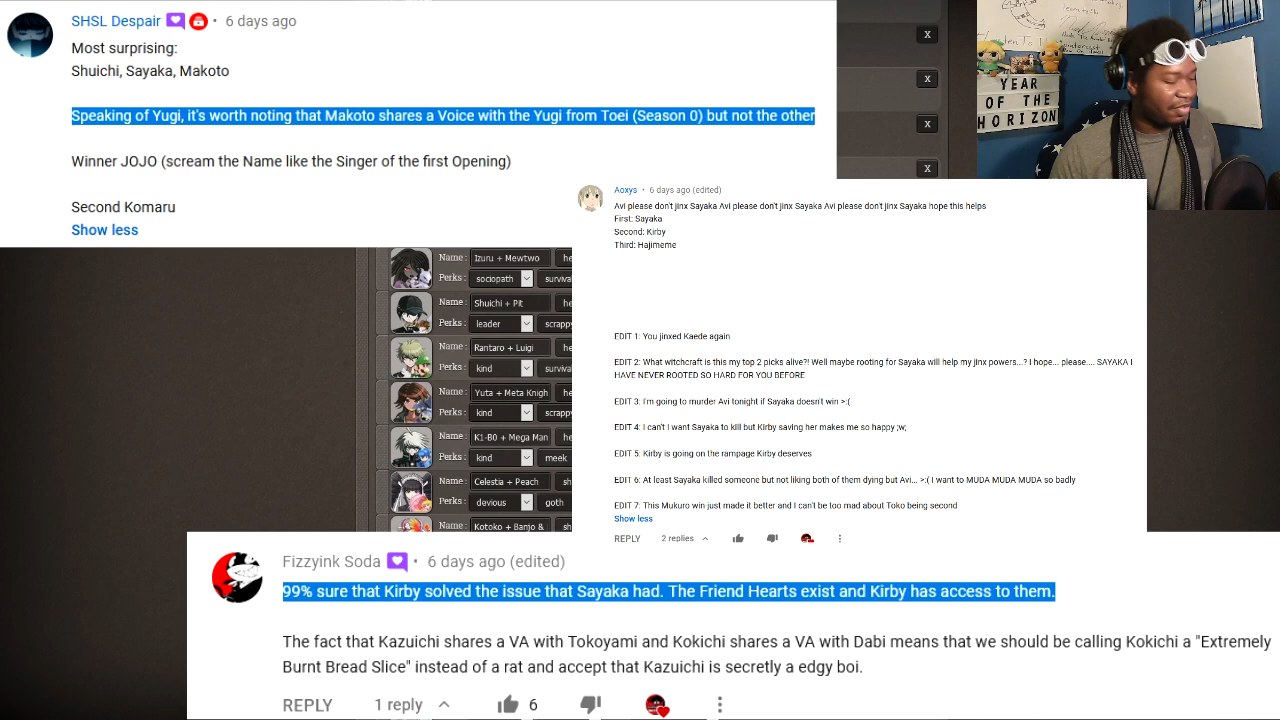 SHSL Despair • 6 days ago
Most surprising:
Shuichi, Sayaka, Makoto
Speaking of Yugi, it's worth noting that Makoto shares a Voice with the Yugi from Toei (Season 0) but not the other
Winner JOJO (scream the Name like the Singer of the first Opening)
Second Komaru
Show less
X
X
X
X
YEAR
OF THE
HORIZON
Aoxys • 6 days ago (edited)
Avi please don't jinx Sayaka Avi please don't jinx Sayaka Avi please don't jinx Sayaka hope this helps
First: Sayaka
Second: Kirby
Third: Hajimeme
EDIT 1: You jinxed Kaede again
EDIT 2: What witchcraft is this my top 2 picks alive?! Well maybe rooting for Sayaka will help my jinx powers...? I hope... please.... SAYAKA I
HAVE NEVER ROOTED SO HARD FOR YOU BEFORE
EDIT 3: I'm going to murder Avi tonight if Sayaka doesn't win >:(
EDIT 4: I can't I want Sayaka to kill but Kirby saving her makes me so happy ;w;
EDIT 5: Kirby is going on the rampage Kirby deserves
EDIT 6: At least Sayaka killed someone but not liking both of them dying but Avi... >:( I want to MUDA MUDA MUDA so badly
EDIT 7: This Mukuro win just made it better and I can't be too mad about Toko being second
Show less
REPLY 2 replies
Name : Izuru + Mewtwo he
Perks : sociopath surviva
Name : Shuichi + Pit he
Perks : leader scrappy
Name : Rantaro + Luigi he
Perks : kind surviva
Name : Yuta + Meta Knigh he
Perks : kind scrappy
Name : K1-B0 + Mega Man he
Perks : kind meek
Name : Celestia + Peach sh
Perks : devious goth
Name : Kotoko + Banjo & sh
Fizzyink Soda • 6 days ago (edited)
99% sure that Kirby solved the issue that Sayaka had. The Friend Hearts exist and Kirby has access to them.
The fact that Kazuichi shares a VA with Tokoyami and Kokichi shares a VA with Dabi means that we should be calling Kokichi a "Extremely
Burnt Bread Slice" instead of a rat and accept that Kazuichi is secretly a edgy boi.
REPLY 1 reply 6